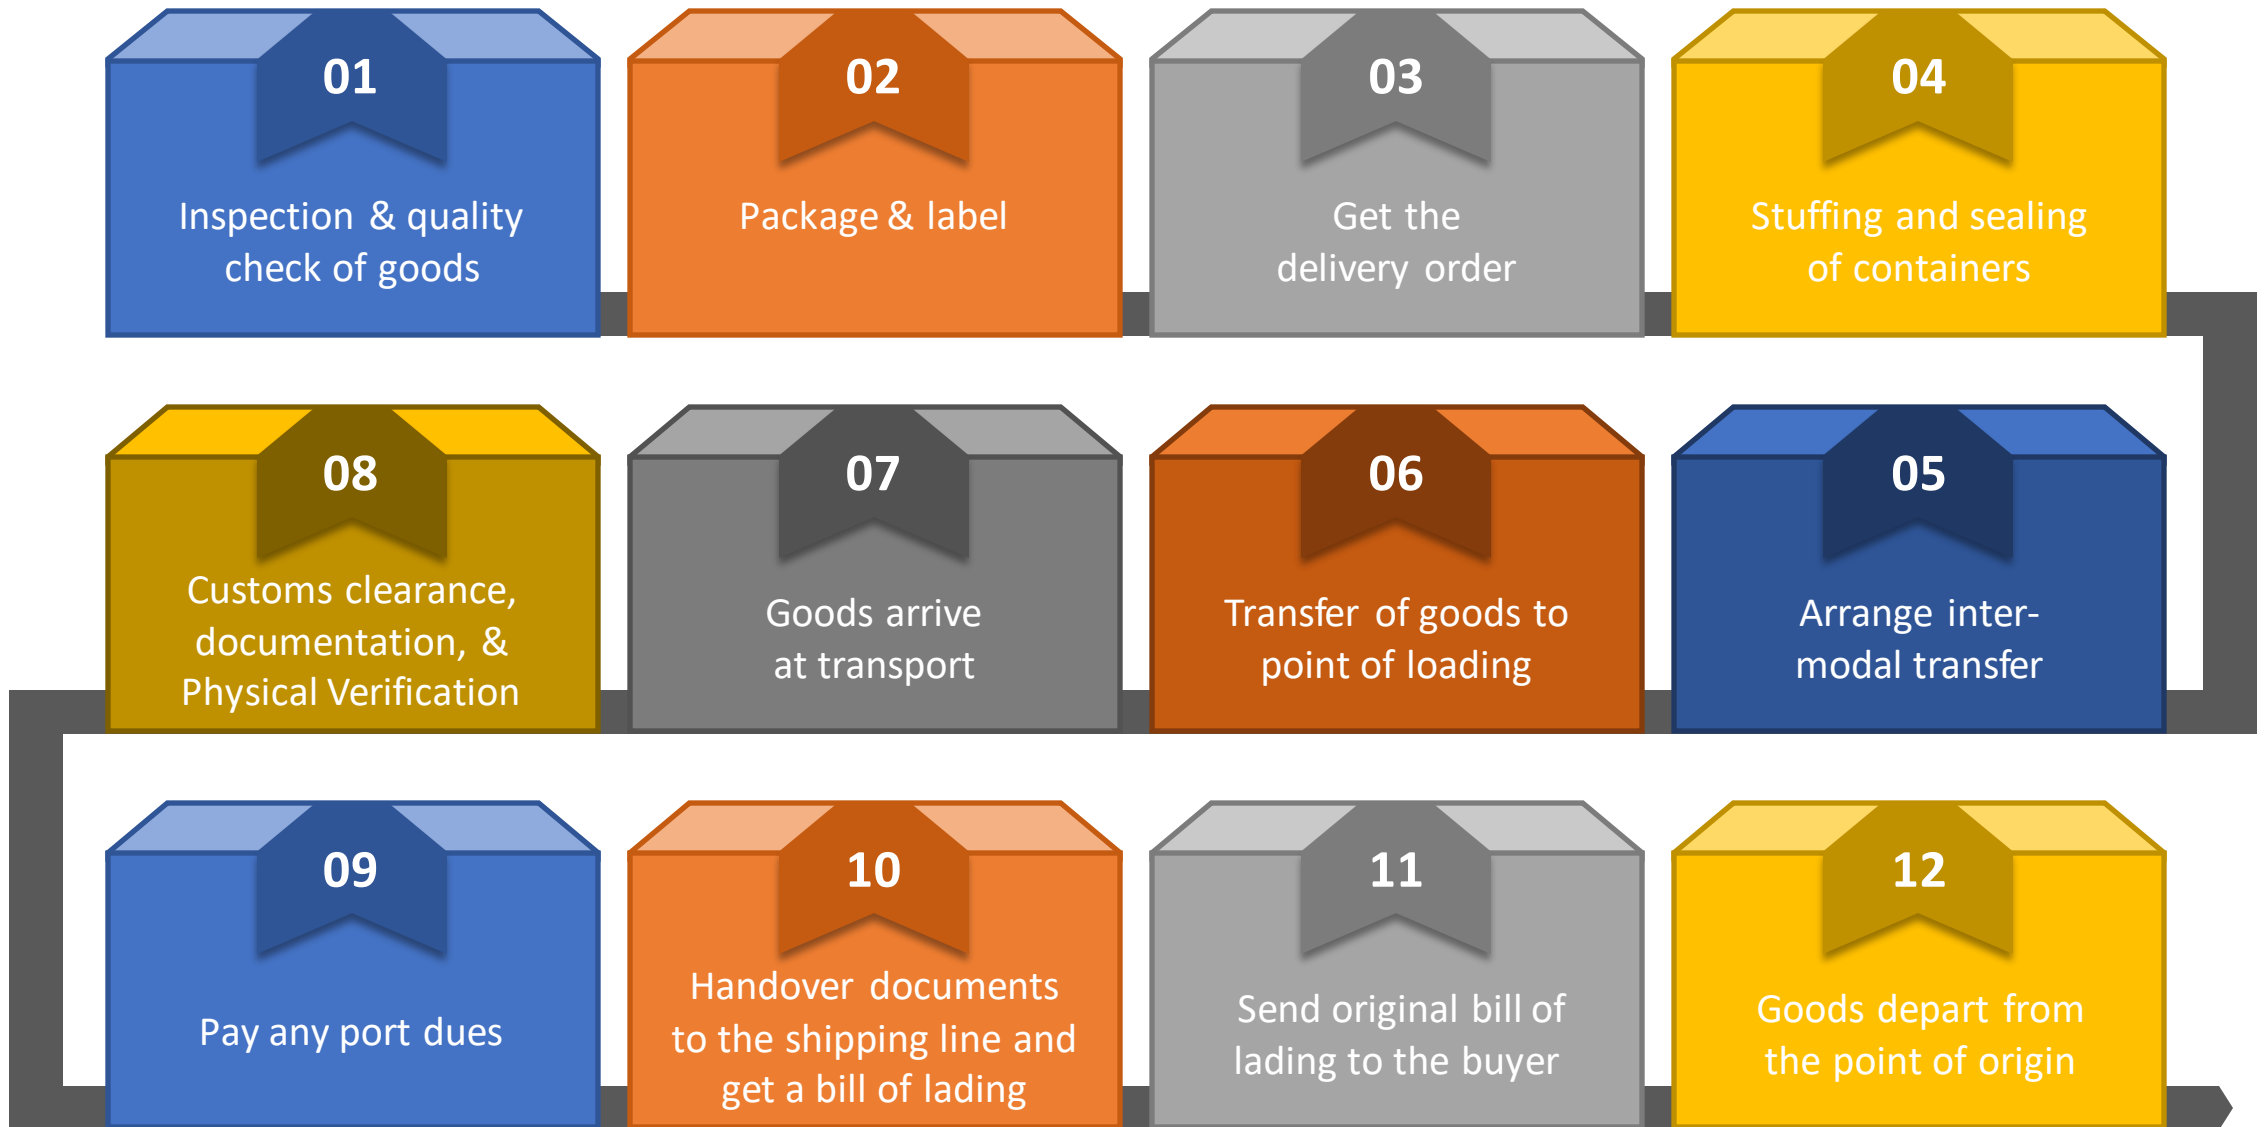 01
Inspection & quality
check of goods
02
Package & label
03
Get the
delivery order
04
Stuffing and sealing
of containers
05
Arrange inter-
modal transfer
06
Transfer of goods to
point of loading
07
Goods arrive
at transport
08
Customs clearance,
documentation, &
Physical Verification
09
Pay any port dues
10
Handover documents
to the shipping line and
get a bill of lading
11
Send original bill of
lading to the buyer
12
Goods depart from
the point of origin